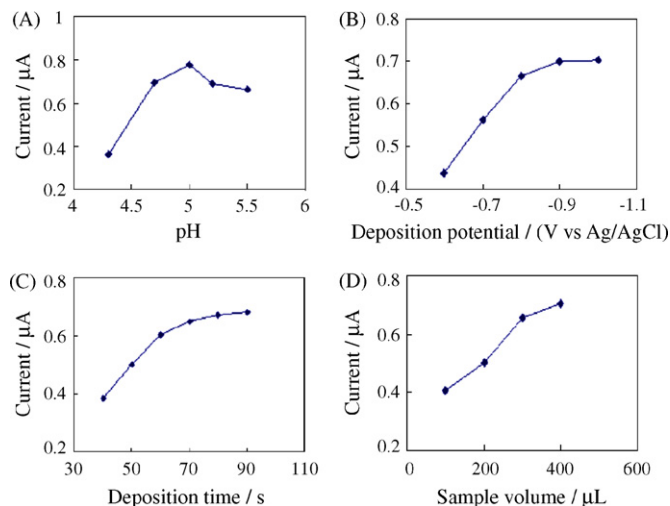 (A)
1
0.8
0.6
0.4
0.2
Current / μA
4 4.5 5 5.5 6
pH
(B)
0.8
0.7
0.6
0.5
0.4
Current / μA
-0.5 -0.7 -0.9 -1.1
Deposition potential / (V vs Ag/AgCl)
(C)
0.8
0.6
0.4
0.2
Current / μA
30 50 70 90 110
Deposition time / s
(D)
0.8
0.6
0.4
0.2
Current / μA
0 200 400 600
Sample volume / μL